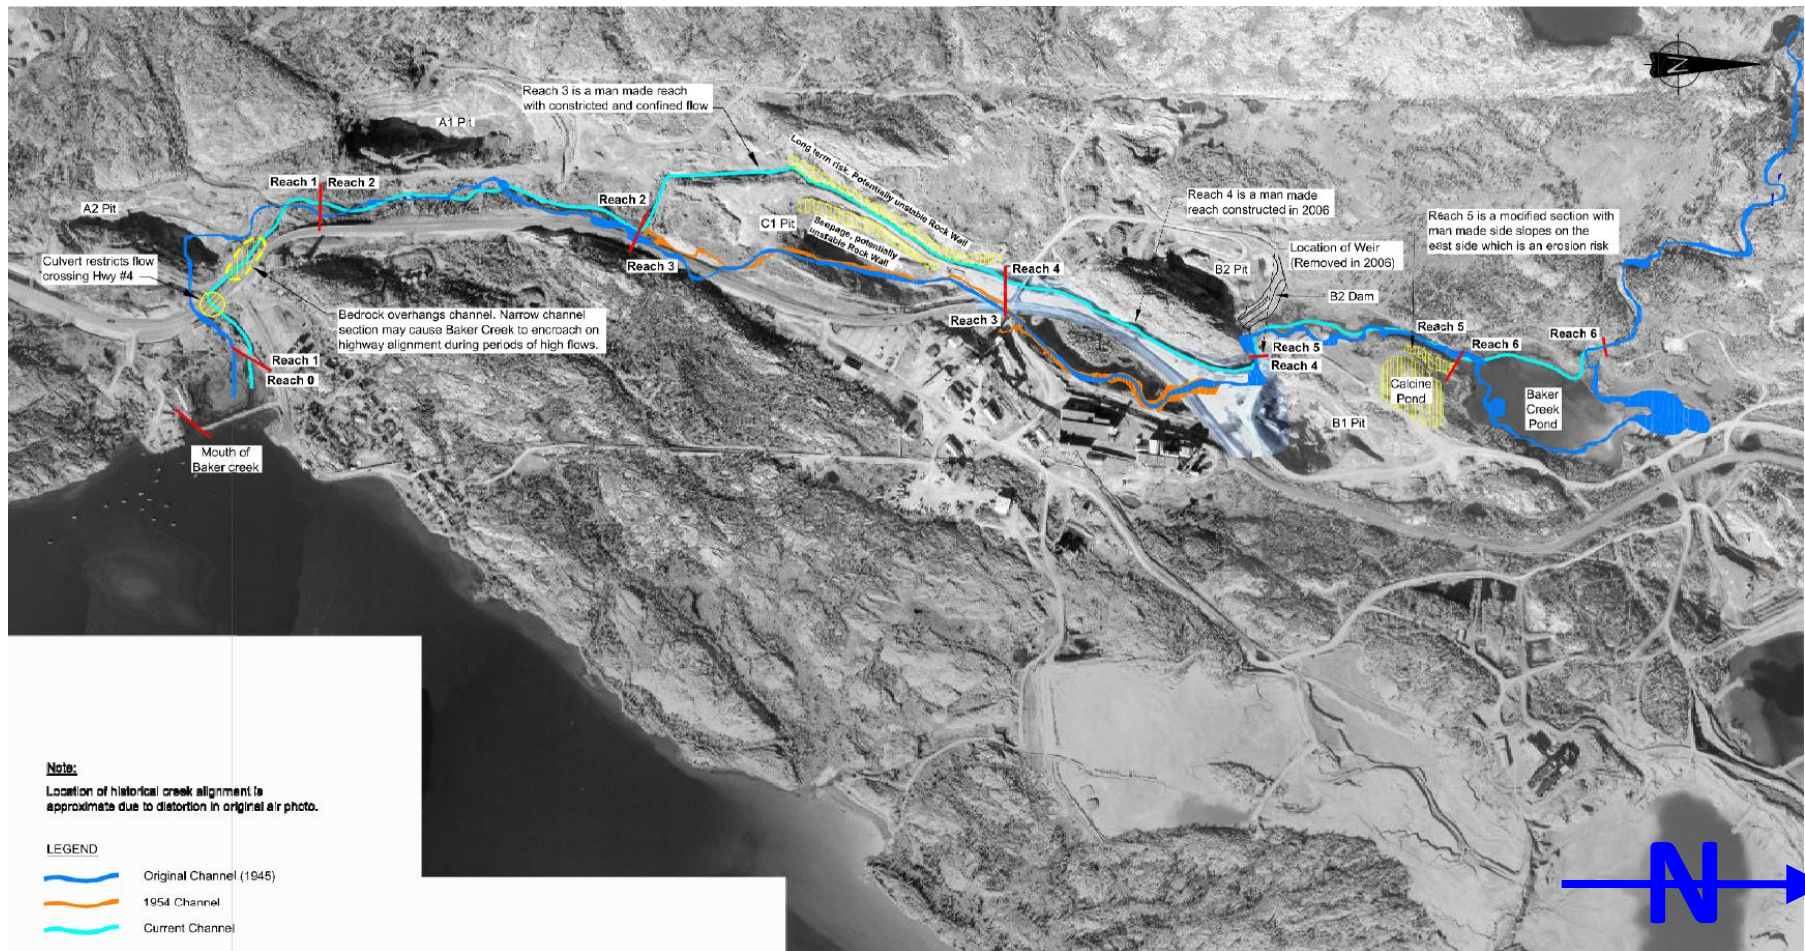 Reach 3 is a man made reach
with constricted and confined flow
A1 Pit
Long term risk. Potentially unstable Rock Wall
Reach 1
Reach 2
A2 Pit
Reach 2
C1 Pit
Seepage, potentially
unstable Rock Wall
Reach 4 is a man made
reach constructed in 2006
Reach 5 is a modified section with
man made side slopes on the
east side which is an erosion risk
Location of Weir
(Removed in 2006)
B2 Pit
B2 Dam
Culvert restricts flow
crossing Hwy #4
Reach 3
Reach 4
Bedrock overhangs channel. Narrow channel
section may cause Baker Creek to encroach on
highway alignment during periods of high flows.
Reach 3
Reach 5
Reach 4
Reach 5
Reach 6
Reach 6
Reach 1
Reach 0
Calcine
Pond
Baker
Creek
Pond
B1 Pit
Mouth of
Baker creek
N
Note:
Location of historical creek alignment is
approximate due to distortion in original air photo.
LEGEND
Original Channel (1945)
1954 Channel
Current Channel
N